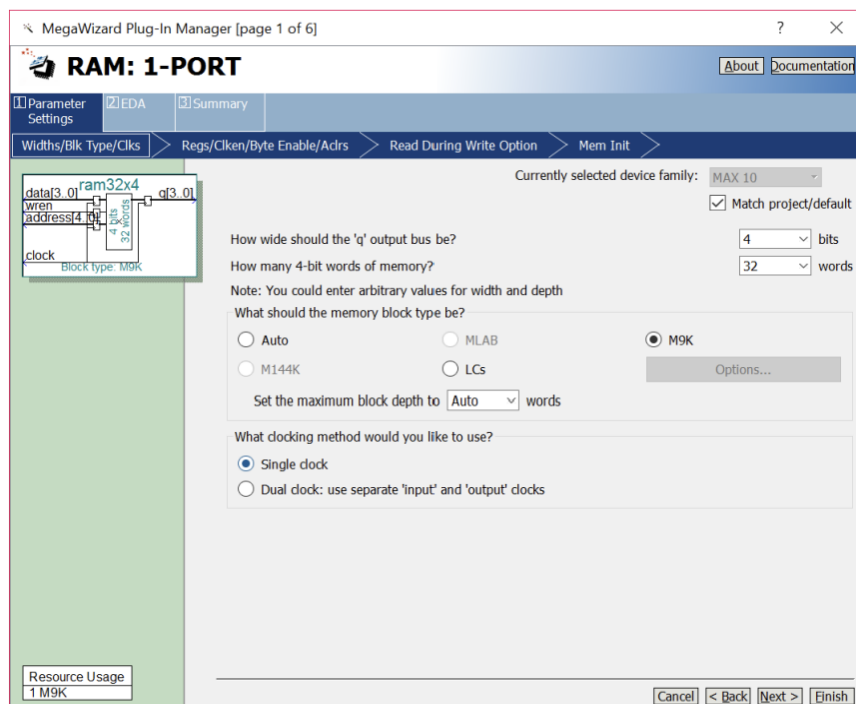 MegaWizard Plug-In Manager [page 1 of 6]
?
RAM: 1-PORT
About Documentation
1 Parameter Settings
2 EDA
3 Summary
Widths/Blk Type/Clks
Regs/Clken/Byte Enable/Aclrs
Read During Write Option
Mem Init
ram32x4
data[3..0]
q[3..0]
wren
address[4..0]
4 bits
32 words
clock
Block type: M9K
Currently selected device family: MAX 10
Match project/default
How wide should the 'q' output bus be? 4 bits
How many 4-bit words of memory? 32 words
Note: You could enter arbitrary values for width and depth
What should the memory block type be?
Auto MLAB M9K
M144K LCs Options...
Set the maximum block depth to Auto words
What clocking method would you like to use?
Single clock
Dual clock: use separate 'input' and 'output' clocks
Resource Usage
1 M9K
Cancel < Back Next > Finish